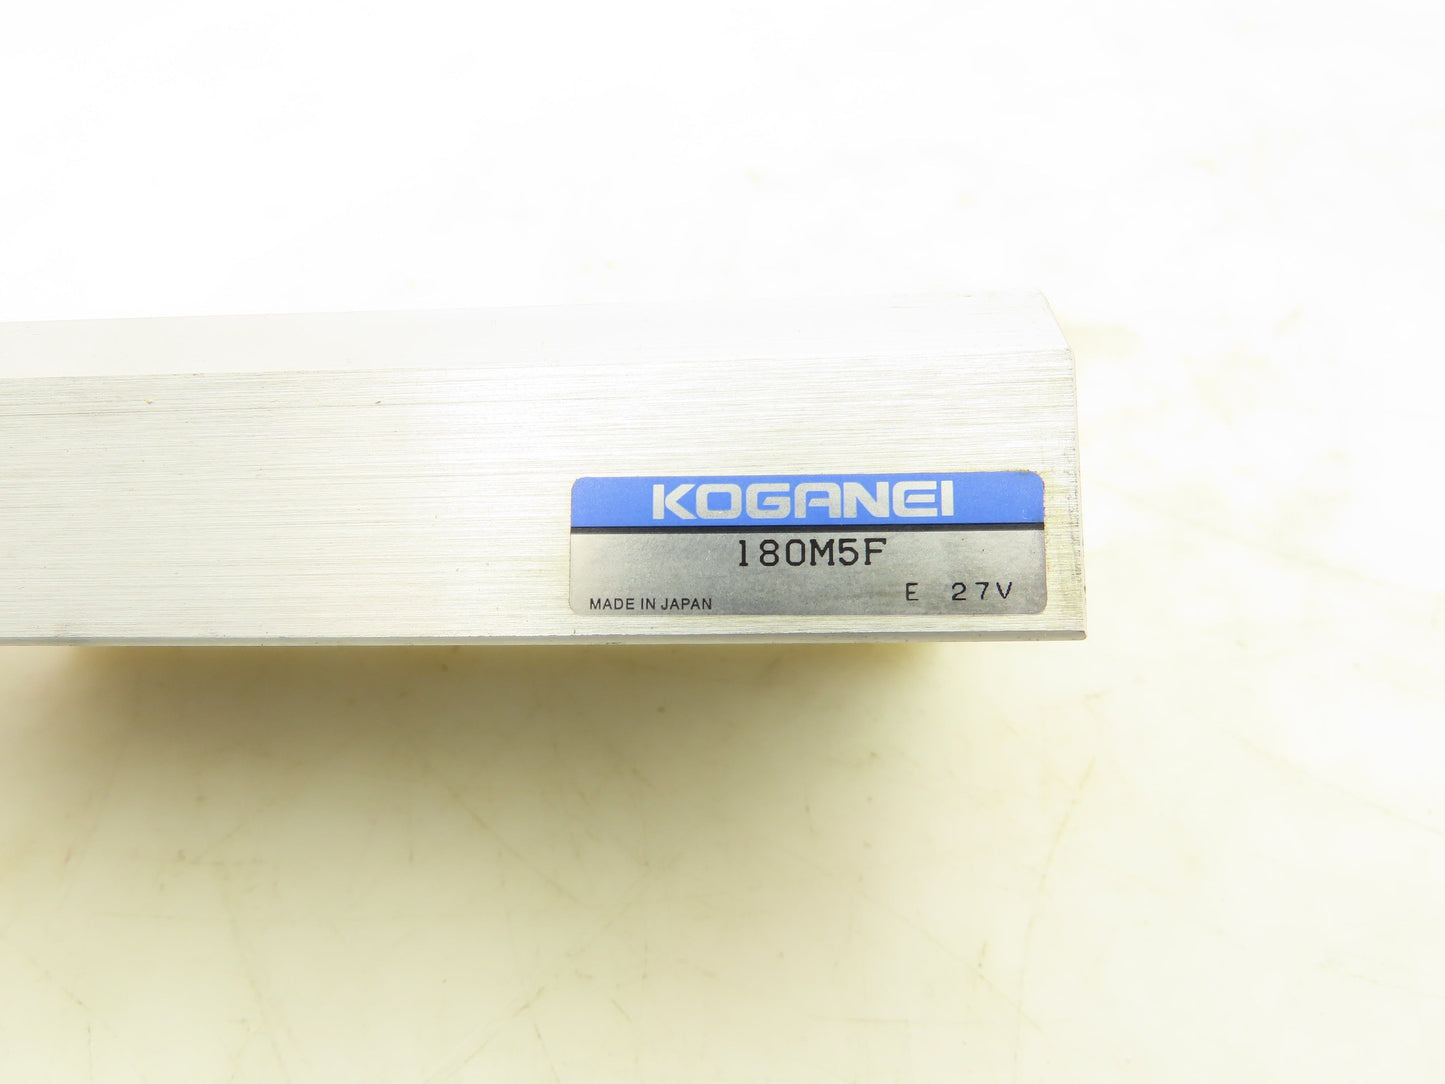 KOGANEI
180M5F
E 27V
MADE IN JAPAN